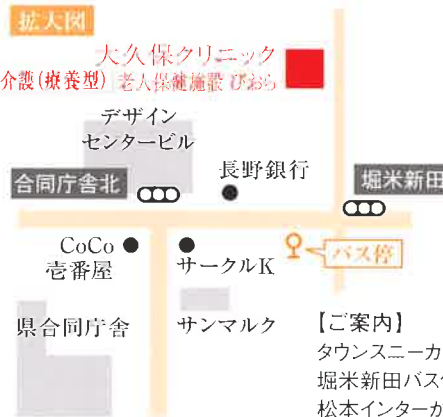 拡大図
大久保クリニック
介護(療養型) 老人保健施設 びおら
デザイン
センタービル
長野銀行
合同庁舎北
堀米新田
CoCo
壱番屋
サークルK
バス停
県合同庁舎
サンマルク
【ご案内】
タウンスニーカ
堀米新田バス
松本インターか